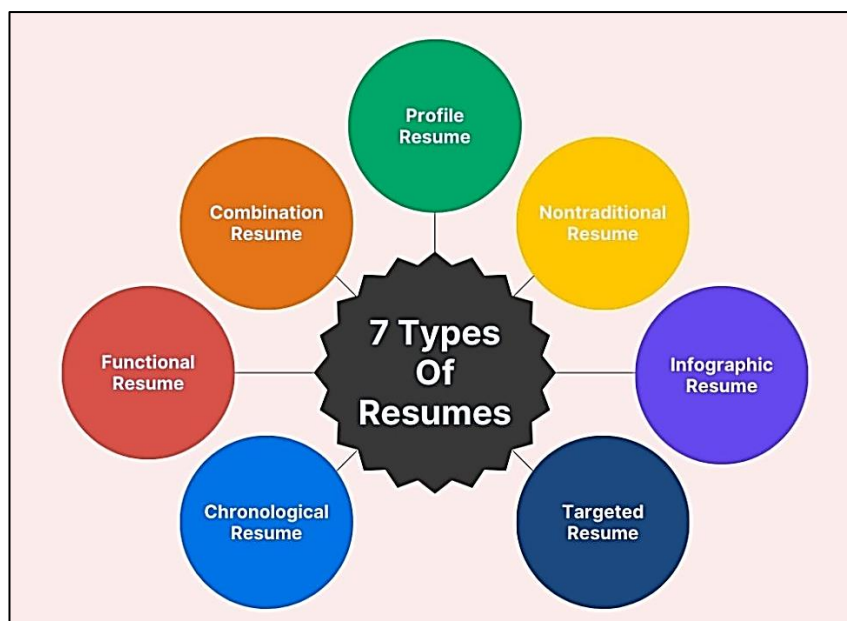 Profile
Resume
Combination
Resume
Nontraditional
Resume
7 Types
Of
Resumes
Functional
Resume
Infographic
Resume
Chronological
Resume
Targeted
Resume